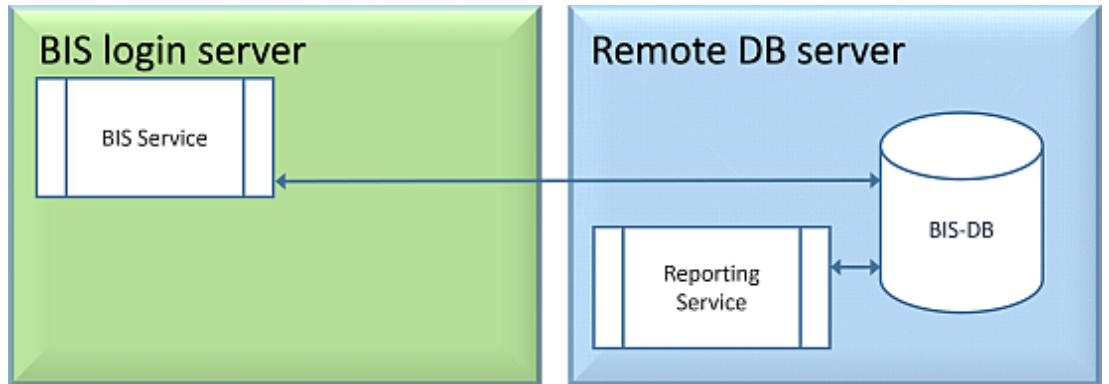 BIS login server
BIS Service
Remote DB server
BIS-DB
Reporting
Service